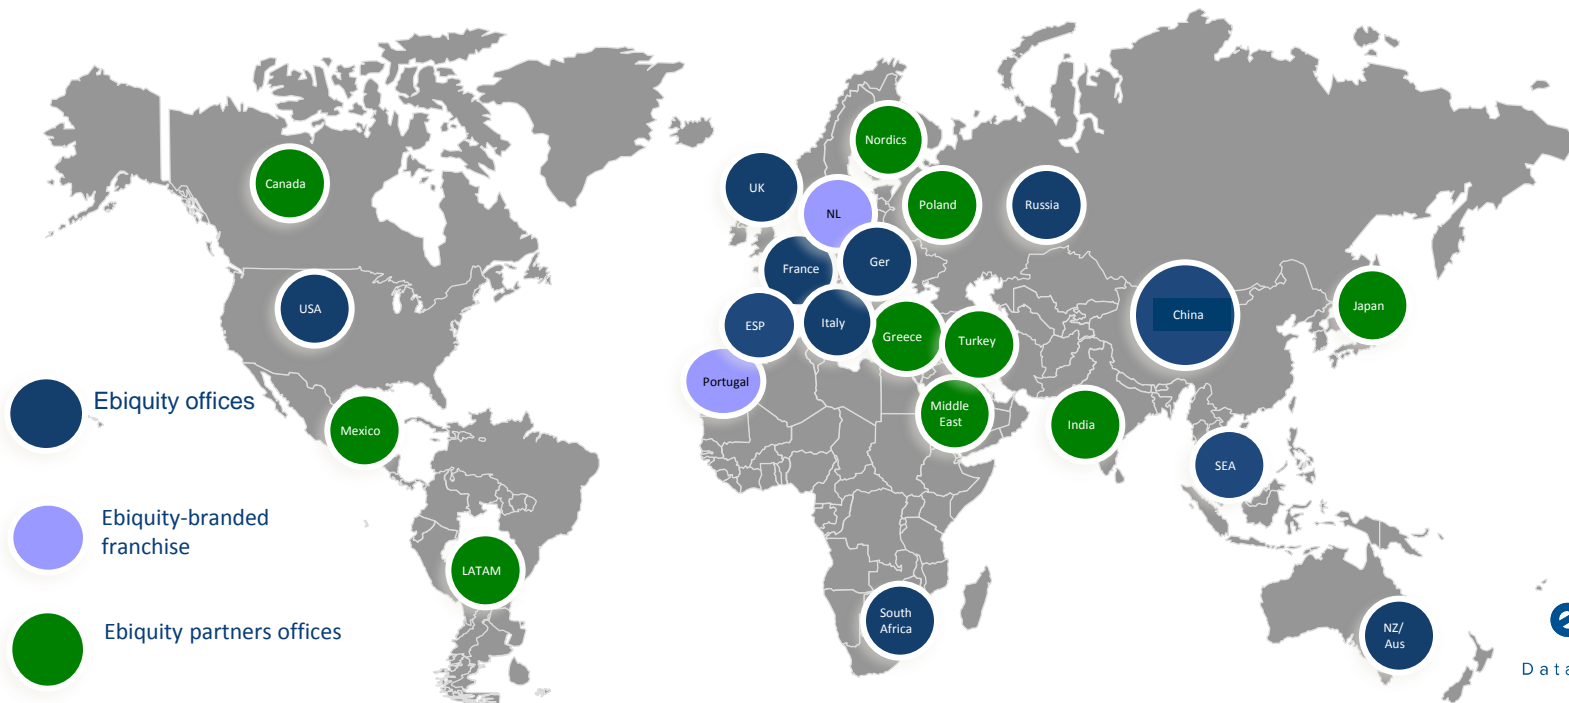 Nordics
Canada
UK
NL
Poland
Russia
France
Ger
USA
ESP
Italy
Greece
Turkey
China
Japan
Portugal
Ebiquity offices
Mexico
Middle
East
India
SEA
Ebiquity-branded
franchise
LATAM
Ebiquity partners offices
South
Africa
NZ/
Aus